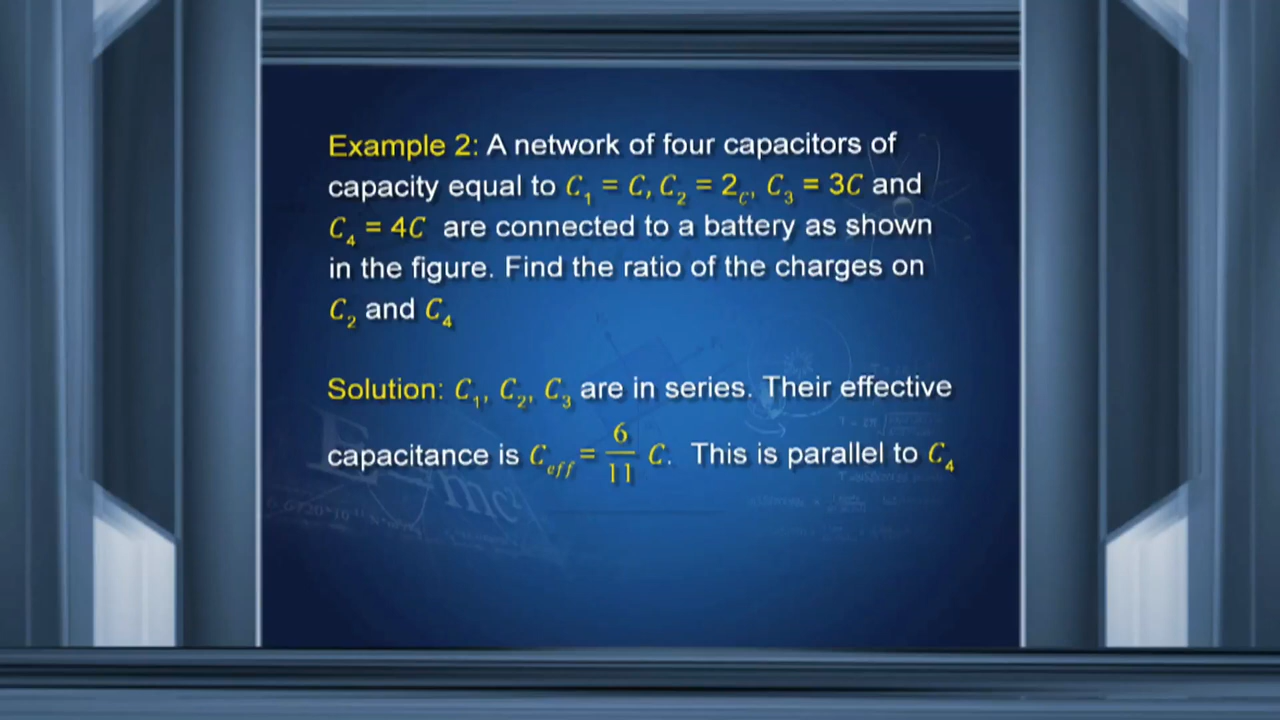 Example 2: A network of four capacitors of
capacity equal to C₁ = C, C₂ = 2C, C₃ = 3C and
C₄ = 4C are connected to a battery as shown
in the figure. Find the ratio of the charges on
C₂ and C₄
Solution: C₁, C₂, C₃ are in series. Their effective
capacitance is C_eff = 6/11 C. This is parallel to C₄
E
mc²